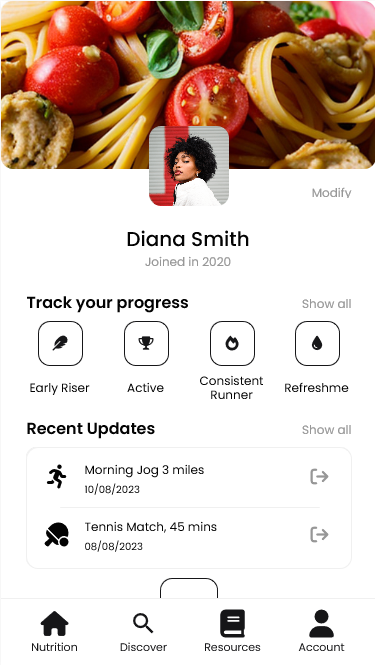 Modify
Diana Smith
Joined in 2020
Track your progress
Show all
Early Riser
Active
Consistent
Runner
Refreshme
Recent Updates
Show all
Morning Jog 3 miles
10/08/2023
Tennis Match, 45 mins
08/08/2023
Nutrition
Discover
Resources
Account